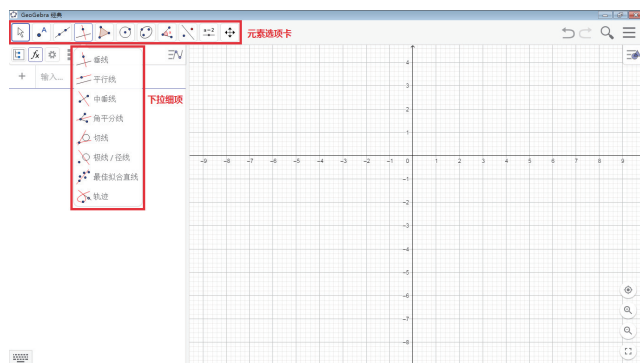 GeoGebra 经典
a=2
元素选项卡
输入...
垂线
平行线
中垂线
下拉细项
角平分线
切线
极线 / 径线
最佳拟合直线
轨迹
4
3
2
1
-9 -8 -7 -6 -5 -4 -3 -2 -1 0 1 2 3 4 5 6 7 8 9
-1
-2
-3
-4
-5
-6
-7
-8